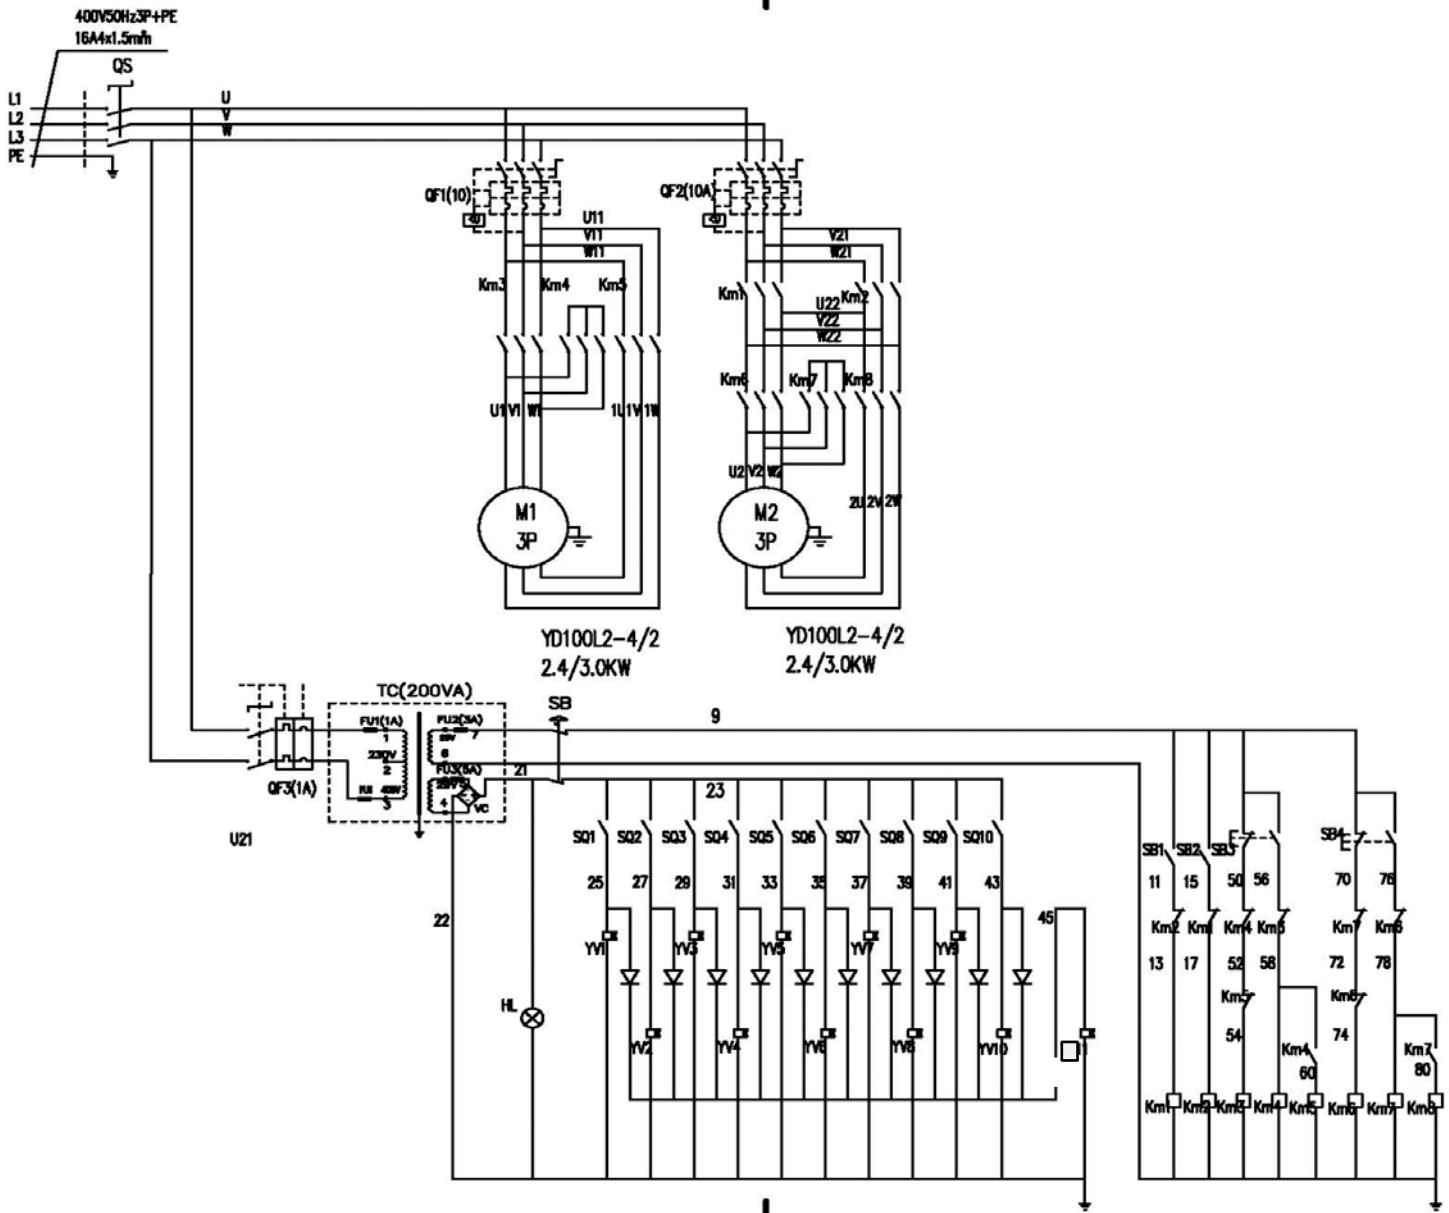 400V50Hz3P+PE
16A4x1.5mm
QS
L1
U
L2
V
L3
W
PE
QF1(10)
QF2(10A)
U11
V11
W11
V21
W21
Km3
Km4
Km5
Km1
Km2
U22
V22
W22
Km6
Km7
Km8
U1 V1 W1
1U 1V 1W
U2 V2 W2
2U 2V 2W
M1
3P
M2
3P
YD100L2-4/2
2.4/3.0KW
YD100L2-4/2
2.4/3.0KW
TC(200VA)
SB
9
FU1(1A)
FU2(3A)
1
7
230V
6
2
FU3(5A)
21
QF3(1A)
3
4
VC
23
U21
SQ1 SQ2 SQ3 SQ4 SQ5 SQ6 SQ7 SQ8 SQ9 SQ10
SB4
SB1 SB2 SB3
25 27 29 31 33 35 37 39 41 43
11 15 50 56 70 76
22
45
YV1 YV3 YV5 YV7 YV9
Km2 Km1 Km4 Km3 Km7 Km6
13 17 52 58 72 78
HL
Km5
Km8
54
74
YV2 YV4 YV6 YV8 YV10
Km4
Km7
60
80
Km1 Km2 Km3 Km4 Km5 Km6 Km7 Km8